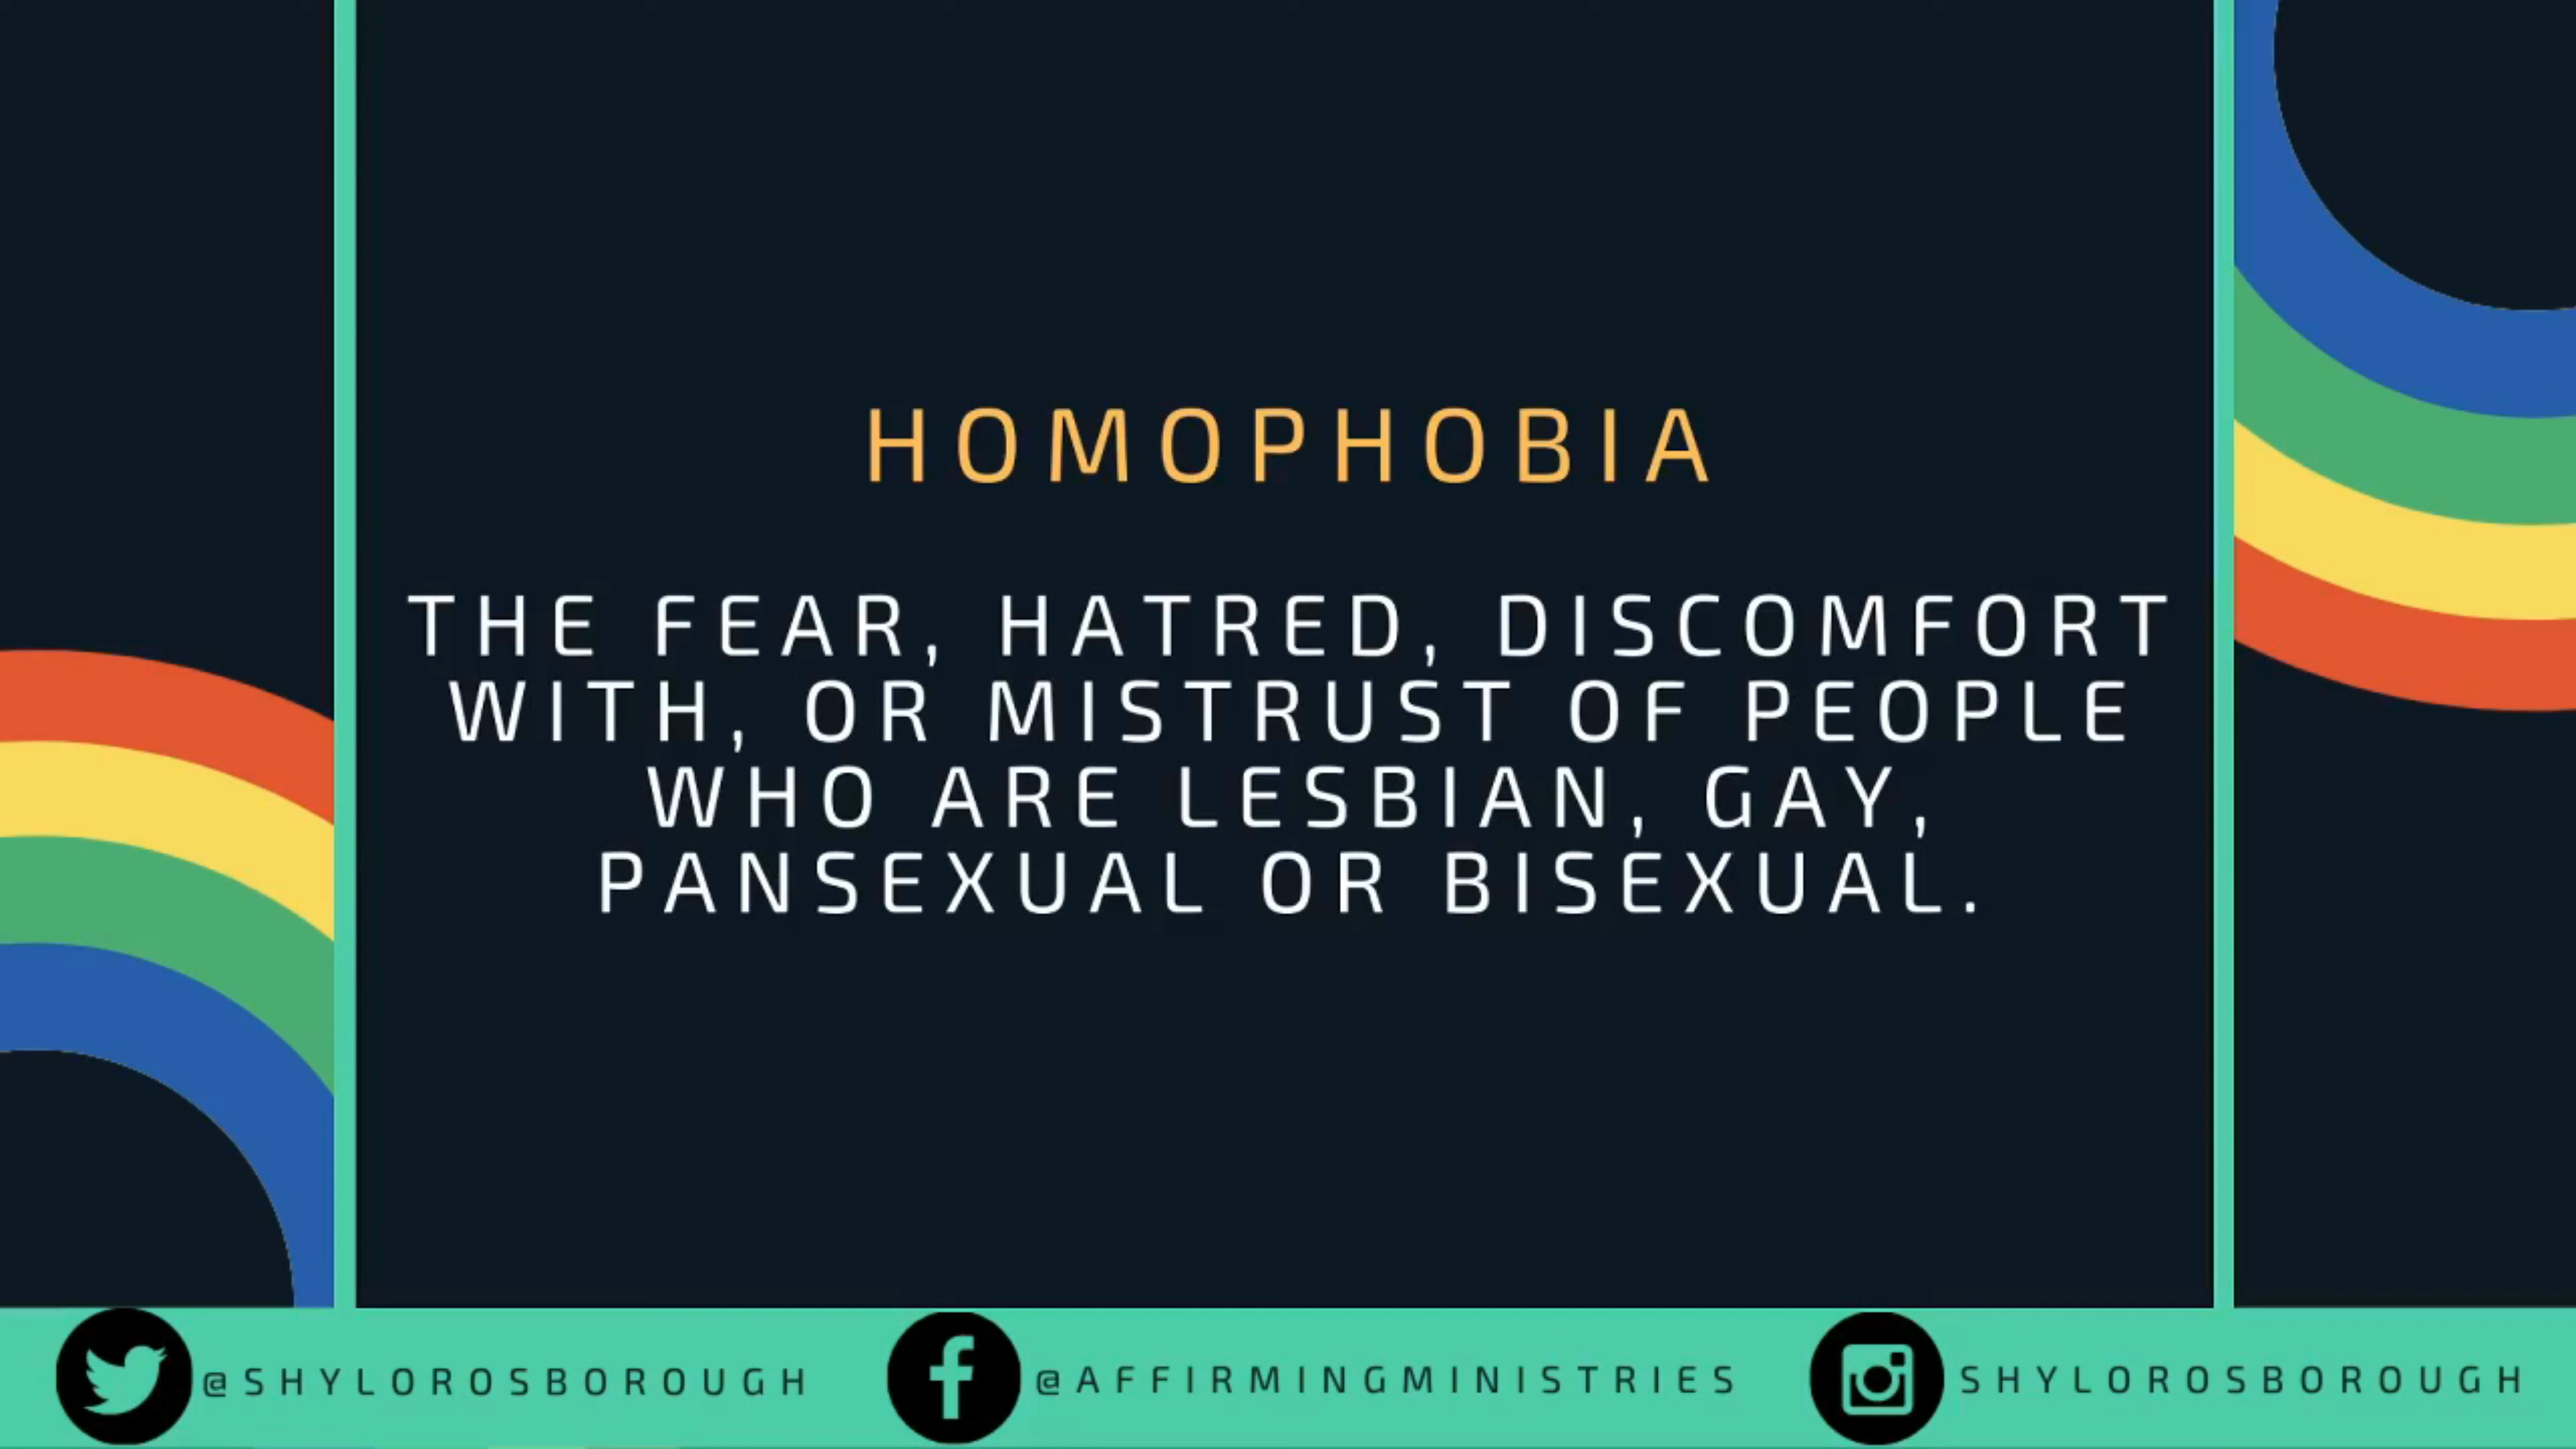 HOMOPHOBIA
THE FEAR, HATRED, DISCOMFORT
WITH, OR MISTRUST OF PEOPLE
WHO ARE LESBIAN, GAY,
PANSEXUAL OR BISEXUAL.
@SHYLOROSBOROUGH
@AFFIRMINGMINISTRIES
SHYLOROSBOROUGH